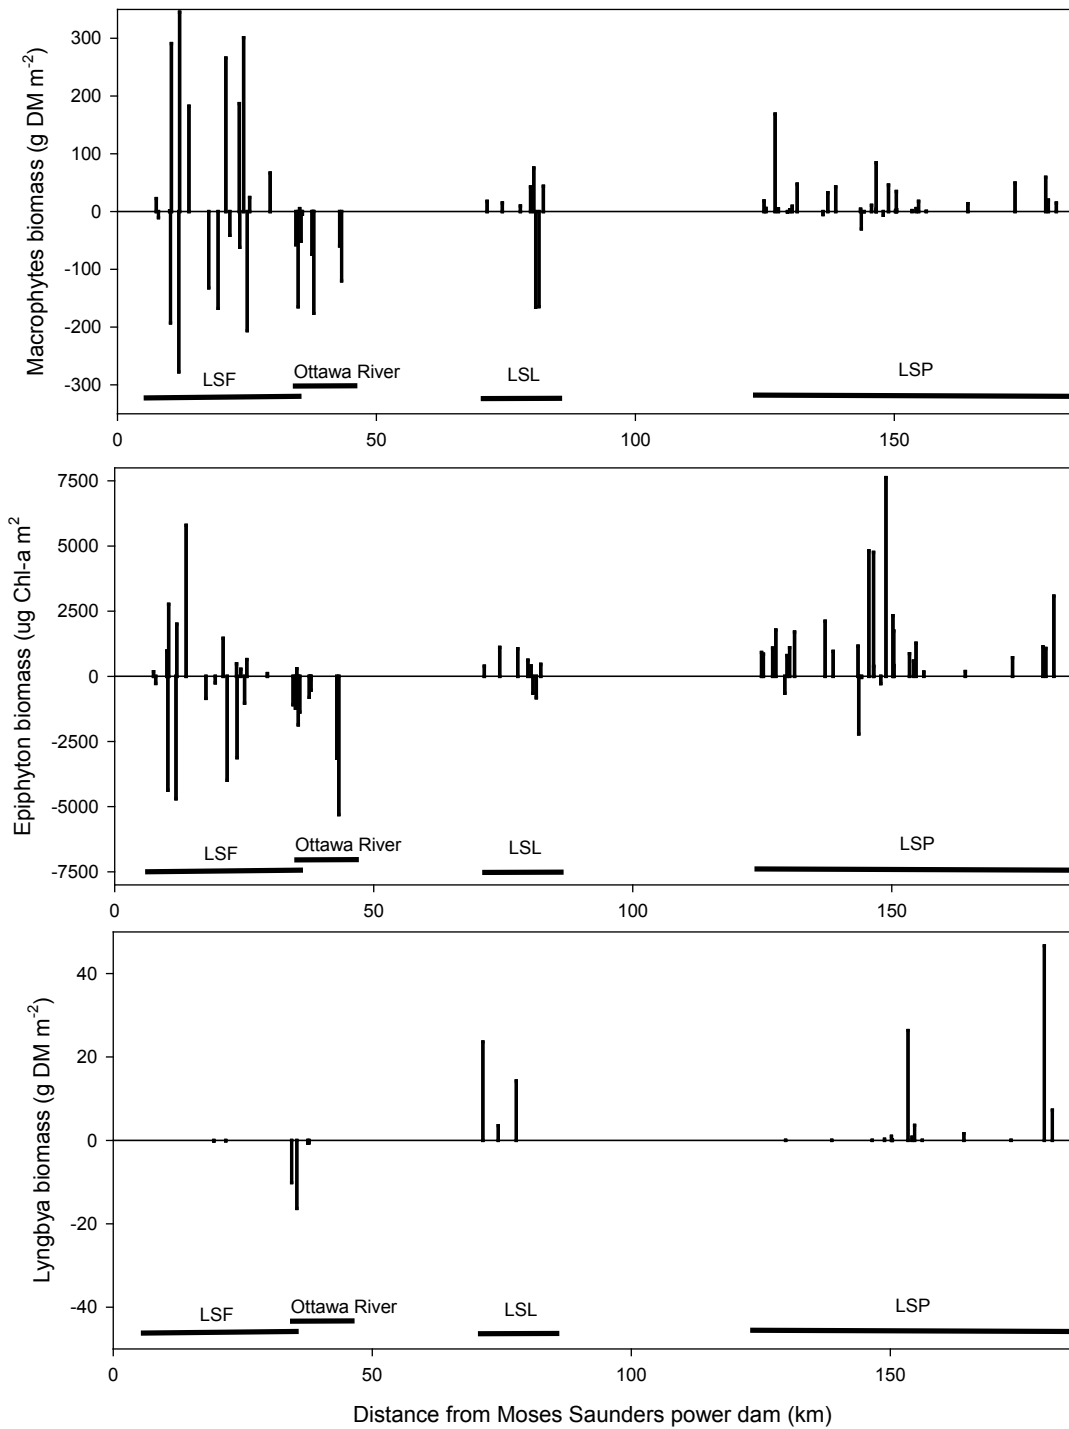 Macrophytes biomass (g DM m-2)
300
200
100
0
-100
-200
-300
LSF
Ottawa River
LSL
LSP
0
50
100
150
Epiphyton biomass (ug Chl-a m2
7500
5000
2500
0
-2500
-5000
-7500
LSF
Ottawa River
LSL
LSP
0
50
100
150
Lyngbya biomass (g DM m-2)
40
20
0
-20
-40
LSF
Ottawa River
LSL
LSP
0
50
100
150
Distance from Moses Saunders power dam (km)